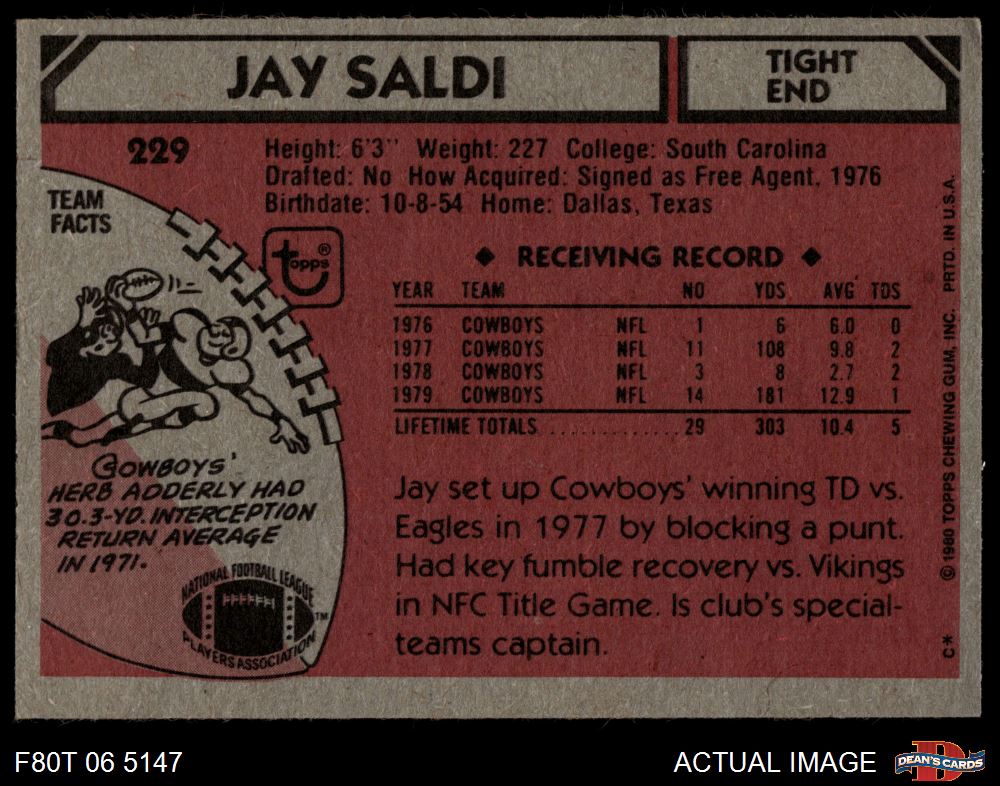 JAY SALDI
TIGHT
END
229
Height: 6'3" Weight: 227 College: South Carolina
Drafted: No How Acquired: Signed as Free Agent, 1976
Birthdate: 10-8-54 Home: Dallas, Texas
TEAM
FACTS
topps®
◆ RECEIVING RECORD ◆
YEAR TEAM NO YDS AVG TDS
1976 COWBOYS NFL 1 6 6.0 0
1977 COWBOYS NFL 11 108 9.8 2
1978 COWBOYS NFL 3 8 2.7 2
1979 COWBOYS NFL 14 181 12.9 1
LIFETIME TOTALS ............. 29 303 10.4 5
COWBOYS'
HERB ADDERLY HAD
30.3-YD. INTERCEPTION
RETURN AVERAGE
IN 1971.
NATIONAL FOOTBALL LEAGUE
PLAYERS ASSOCIATION
TM
Jay set up Cowboys' winning TD vs.
Eagles in 1977 by blocking a punt.
Had key fumble recovery vs. Vikings
in NFC Title Game. Is club's special-
teams captain.
C* © 1980 TOPPS CHEWING GUM, INC. PRTD. IN U.S.A.
F80T 06 5147
ACTUAL IMAGE
D
DEAN'S CARDS